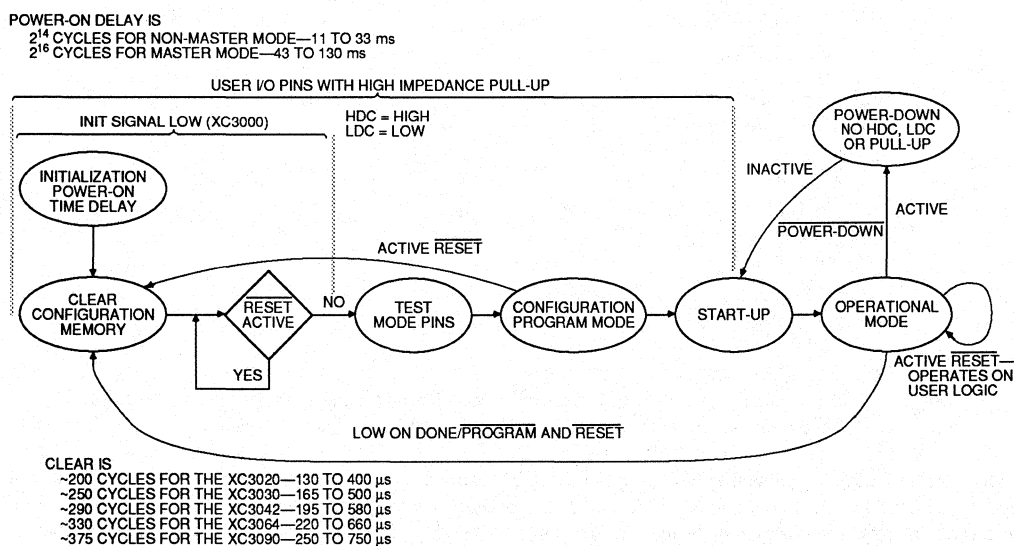 POWER-ON DELAY IS
2¹⁴ CYCLES FOR NON-MASTER MODE—11 TO 33 ms
2¹⁶ CYCLES FOR MASTER MODE—43 TO 130 ms
USER I/O PINS WITH HIGH IMPEDANCE PULL-UP
INIT SIGNAL LOW (XC3000)
HDC = HIGH
LDC = LOW
POWER-DOWN
NO HDC, LDC
OR PULL-UP
INITIALIZATION
POWER-ON
TIME DELAY
INACTIVE
ACTIVE
POWER-DOWN
ACTIVE RESET
CLEAR
CONFIGURATION
MEMORY
RESET
ACTIVE
NO
YES
TEST
MODE PINS
CONFIGURATION
PROGRAM MODE
START-UP
OPERATIONAL
MODE
ACTIVE RESET—
OPERATES ON
USER LOGIC
LOW ON DONE/PROGRAM AND RESET
CLEAR IS
~200 CYCLES FOR THE XC3020—130 TO 400 µs
~250 CYCLES FOR THE XC3030—165 TO 500 µs
~290 CYCLES FOR THE XC3042—195 TO 580 µs
~330 CYCLES FOR THE XC3064—220 TO 660 µs
~375 CYCLES FOR THE XC3090—250 TO 750 µs